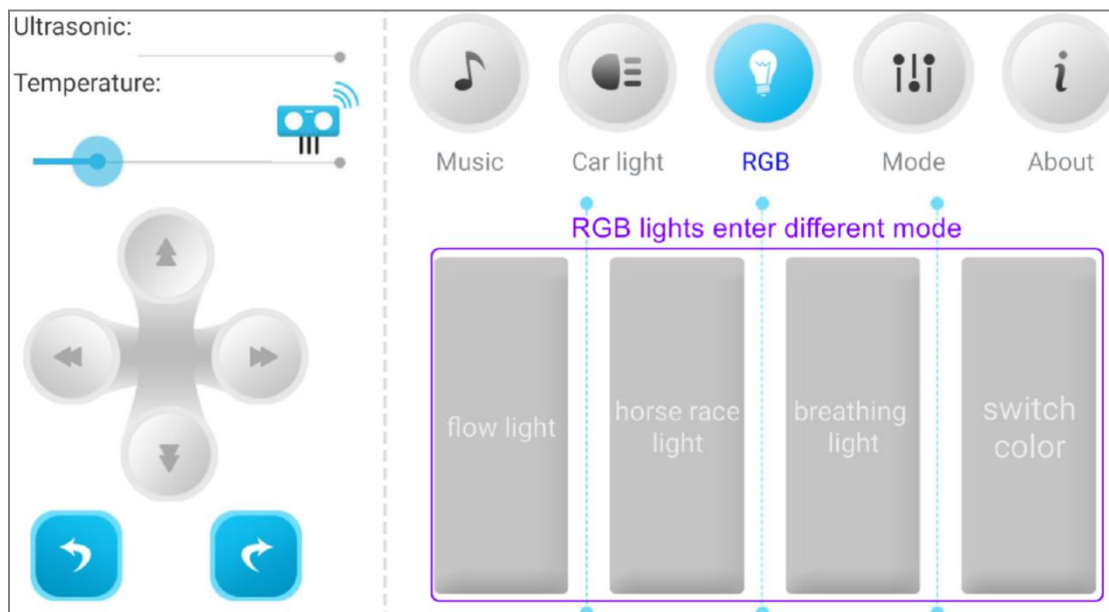 Ultrasonic:
Temperature:
Music
Car light
RGB
Mode
About
RGB lights enter different mode
flow light
horse race
light
breathing
light
switch
color